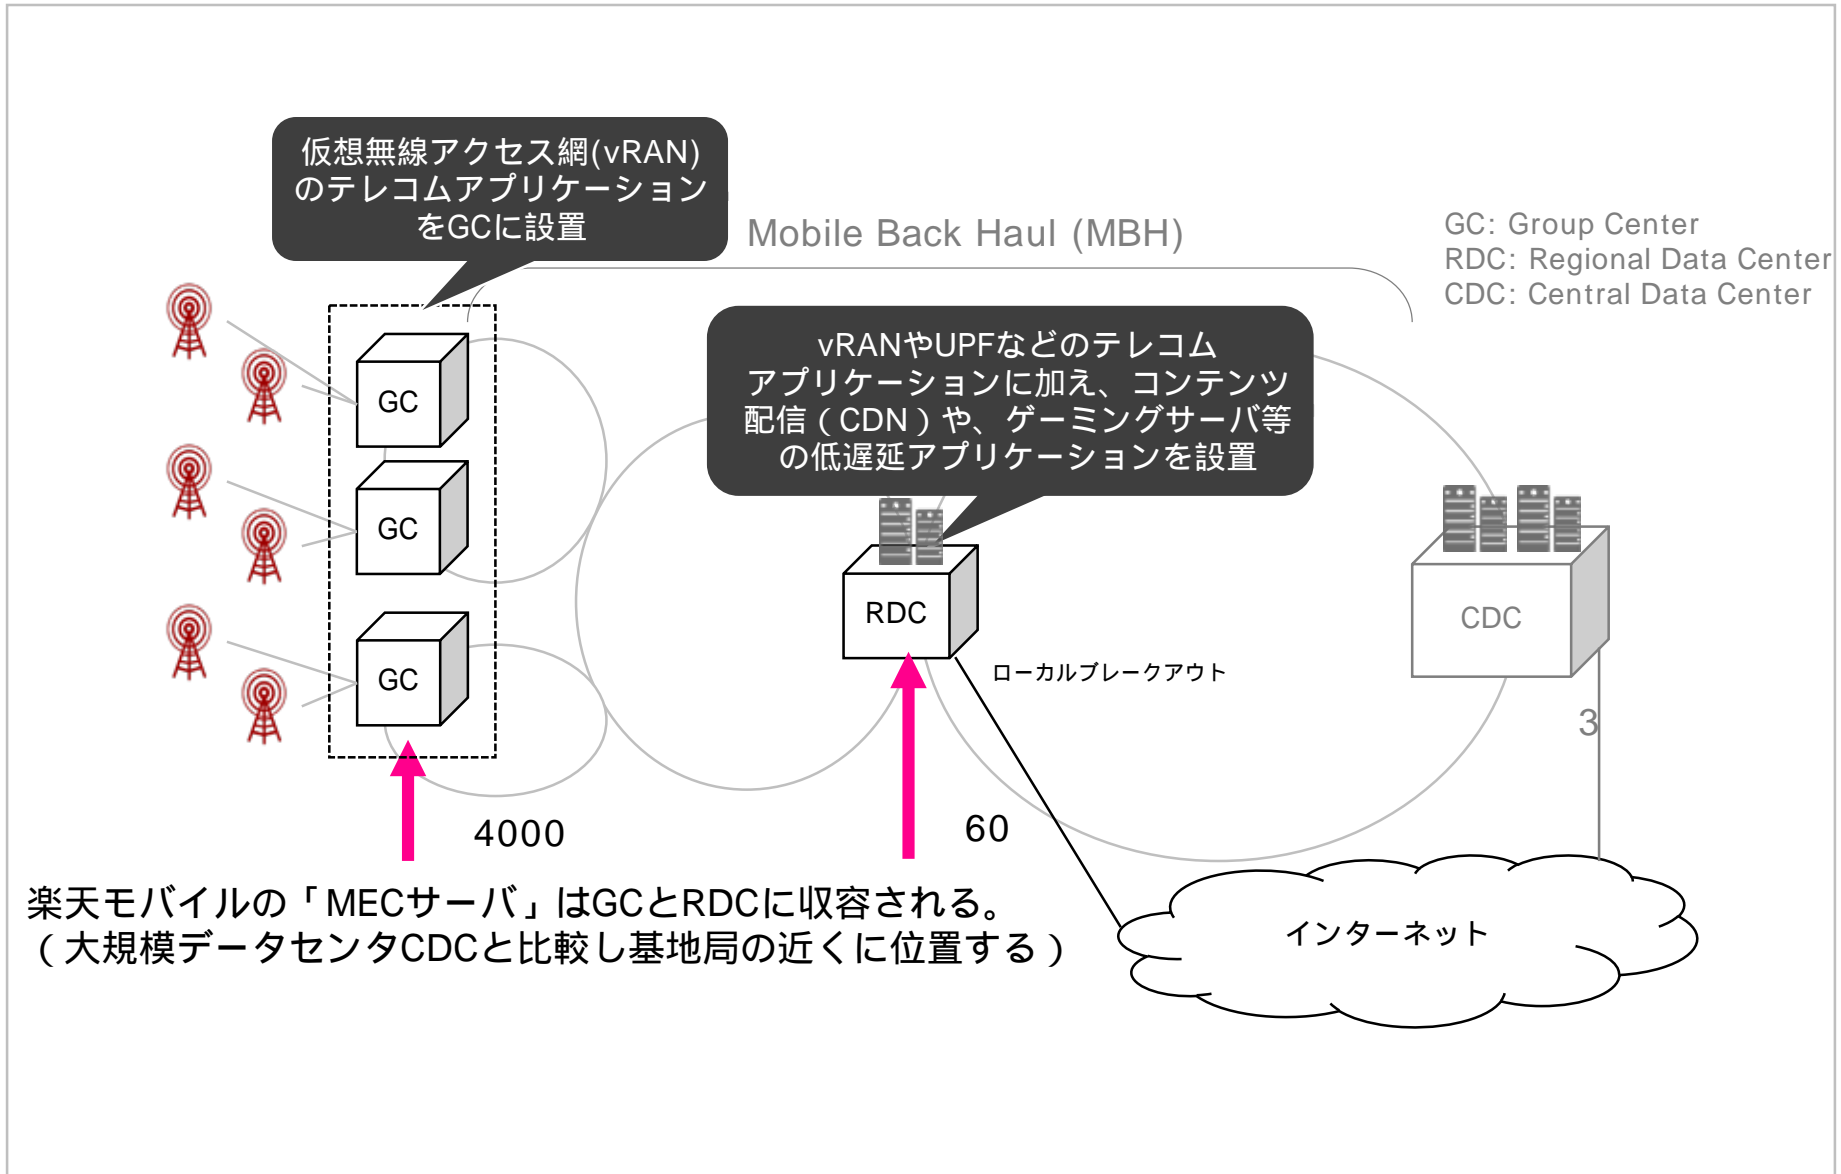 仮想無線アクセス網(vRAN)
のテレコムアプリケーション
をGCに設置
Mobile Back Haul (MBH)
GC: Group Center
RDC: Regional Data Center
CDC: Central Data Center
vRANやUPFなどのテレコム
アプリケーションに加え、コンテンツ
配信（CDN）や、ゲーミングサーバ等
の低遅延アプリケーションを設置
GC
GC
GC
RDC
CDC
ローカルブレークアウト
3
4000
60
楽天モバイルの「MECサーバ」はGCとRDCに収容される。
（大規模データセンタCDCと比較し基地局の近くに位置する）
インターネット